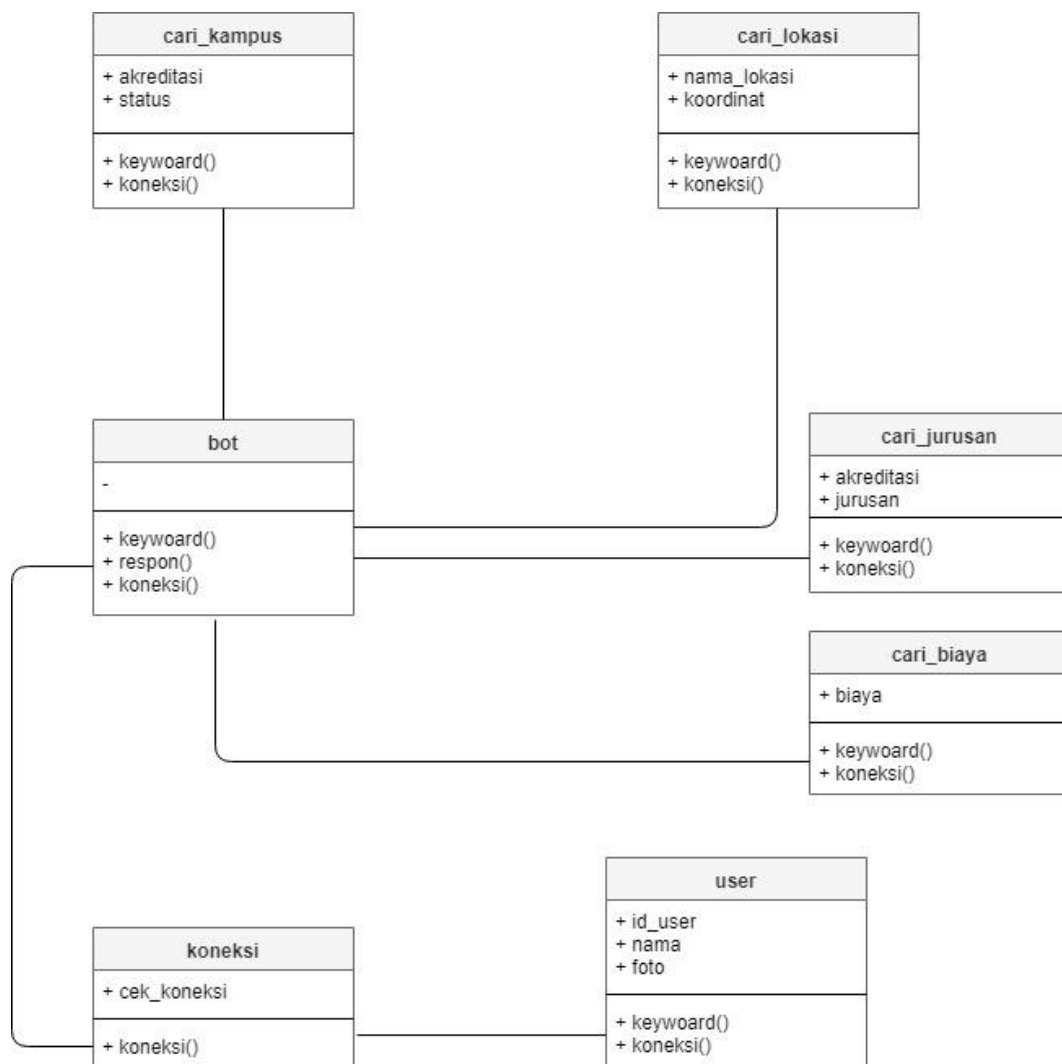 cari_kampus
+ akreditasi
+ status
+ keywoard()
+ koneksi()
cari_lokasi
+ nama_lokasi
+ koordinat
+ keywoard()
+ koneksi()
bot
-
+ keywoard()
+ respon()
+ koneksi()
cari_jurusan
+ akreditasi
+ jurusan
+ keywoard()
+ koneksi()
cari_biaya
+ biaya
+ keywoard()
+ koneksi()
koneksi
+ cek_koneksi
+ koneksi()
user
+ id_user
+ nama
+ foto
+ keywoard()
+ koneksi()